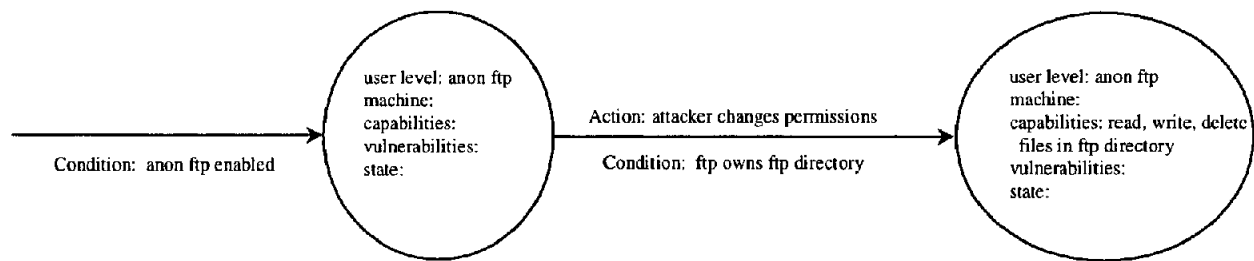 Condition: anon ftp enabled
user level: anon ftp
machine:
capabilities:
vulnerabilities:
state:
Action: attacker changes permissions
Condition: ftp owns ftp directory
user level: anon ftp
machine:
capabilities: read, write, delete
files in ftp directory
vulnerabilities:
state: